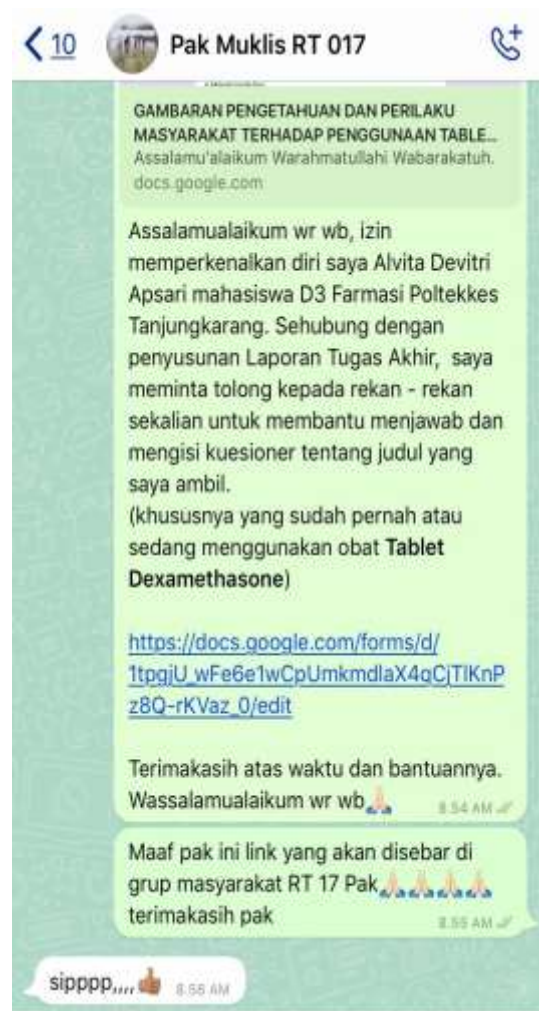 10 Pak Muklis RT 017
GAMBARAN PENGETAHUAN DAN PERILAKU
MASYARAKAT TERHADAP PENGGUNAAN TABLE...
Assalamu'alaikum Warahmatullahi Wabarakatuh.
docs.google.com
Assalamualaikum wr wb, izin
memperkenalkan diri saya Alvita Devitri
Apsari mahasiswa D3 Farmasi Poltekkes
Tanjungkarang. Sehubung dengan
penyusunan Laporan Tugas Akhir, saya
meminta tolong kepada rekan - rekan
sekalian untuk membantu menjawab dan
mengisi kuesioner tentang judul yang
saya ambil.
(khususnya yang sudah pernah atau
sedang menggunakan obat Tablet
Dexamethasone)
https://docs.google.com/forms/d/
1tpgjU_wFe6e1wCpUmkmdlaX4qCjTlKnP
z8Q-rKVaz_0/edit
Terimakasih atas waktu dan bantuannya.
Wassalamualaikum wr wb🙏🏻 8.54 AM
Maaf pak ini link yang akan disebar di
grup masyarakat RT 17 Pak🙏🏻🙏🏻🙏🏻🙏🏻
terimakasih pak 8.55 AM
sipppp,,,,👍🏽 8.56 AM